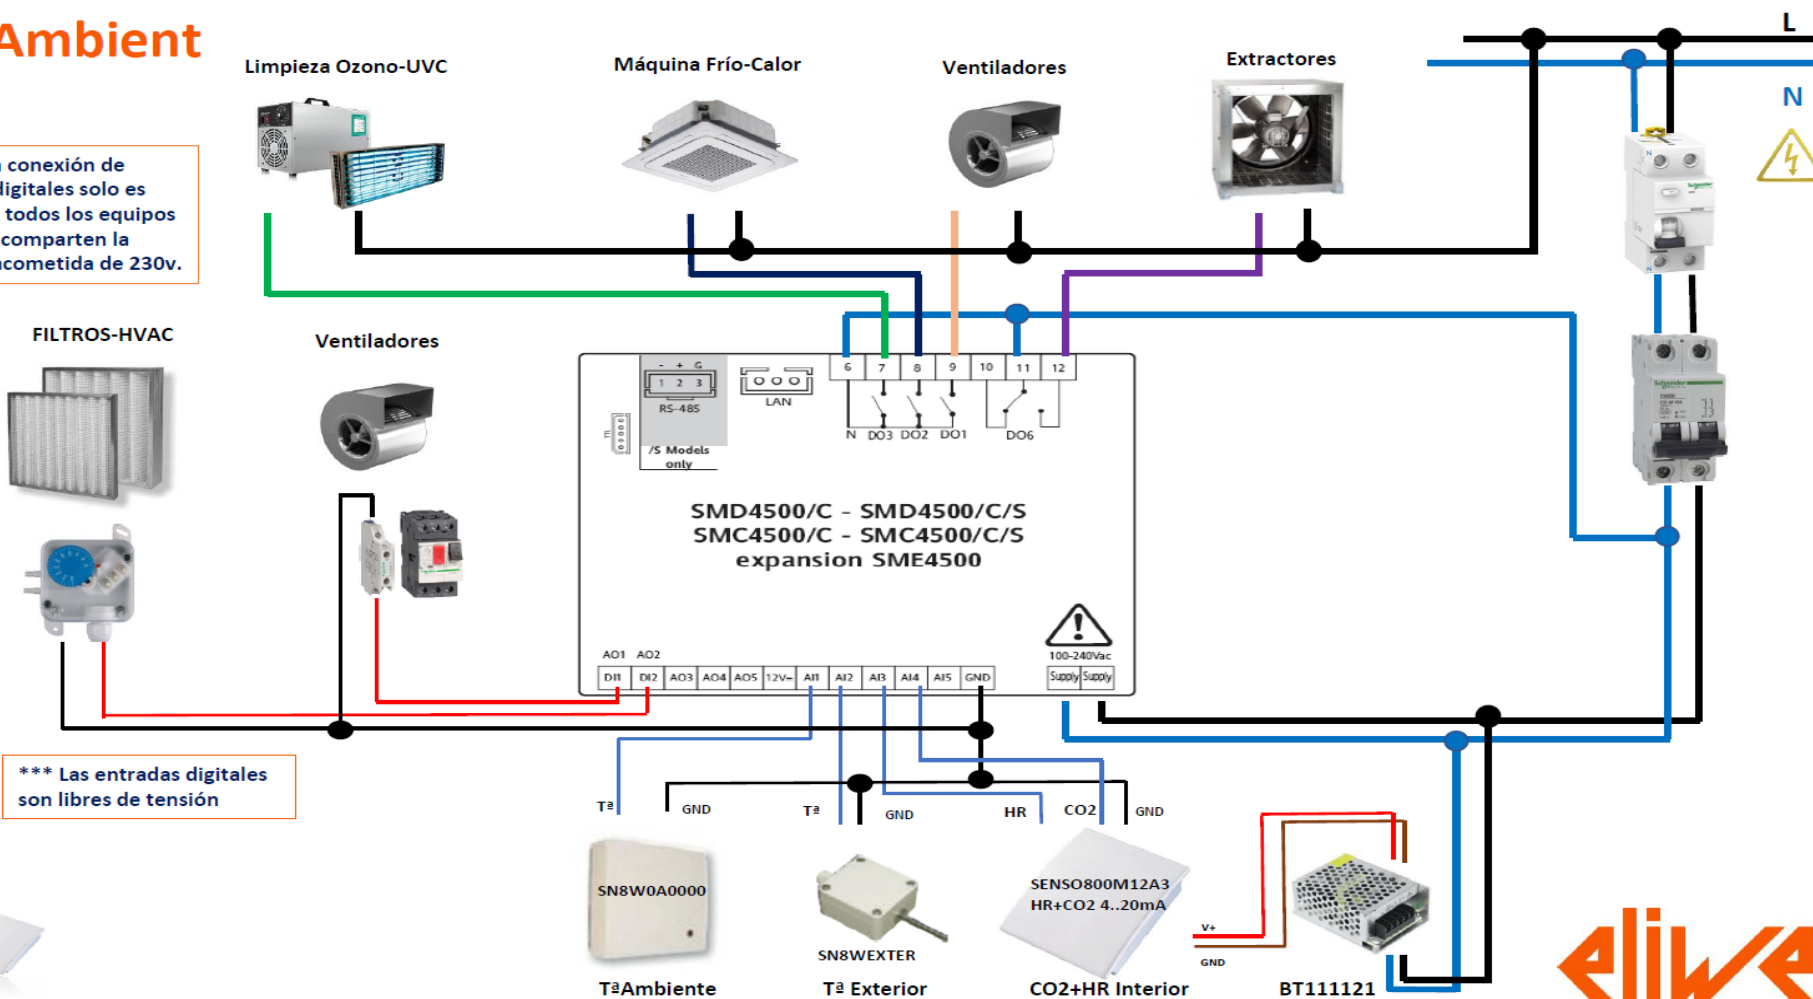 Ambient
Limpieza Ozono-UVC
Máquina Frío-Calor
Ventiladores
Extractores
L
N
conexión de
digitales solo es
todos los equipos
comparten la
acometida de 230v.
FILTROS-HVAC
Ventiladores
- + G
1 2 3
RS-485
LAN
/S Models
only
6 7 8 9 10 11 12
N DO3 DO2 DO1 DO6
SMD4500/C - SMD4500/C/S
SMC4500/C - SMC4500/C/S
expansion SME4500
100-240Vac
AO1 AO2
DI1 DI2 AO3 AO4 AO5 12V= AI1 AI2 AI3 AI4 AI5 GND
Supply Supply
*** Las entradas digitales
son libres de tensión
Tª GND Tª GND HR CO2 GND
SN8W0A0000
SN8WEXTER
SENSO800M12A3
HR+CO2 4..20mA
V+
GND
TªAmbiente
Tª Exterior
CO2+HR Interior
BT111121
eliwe